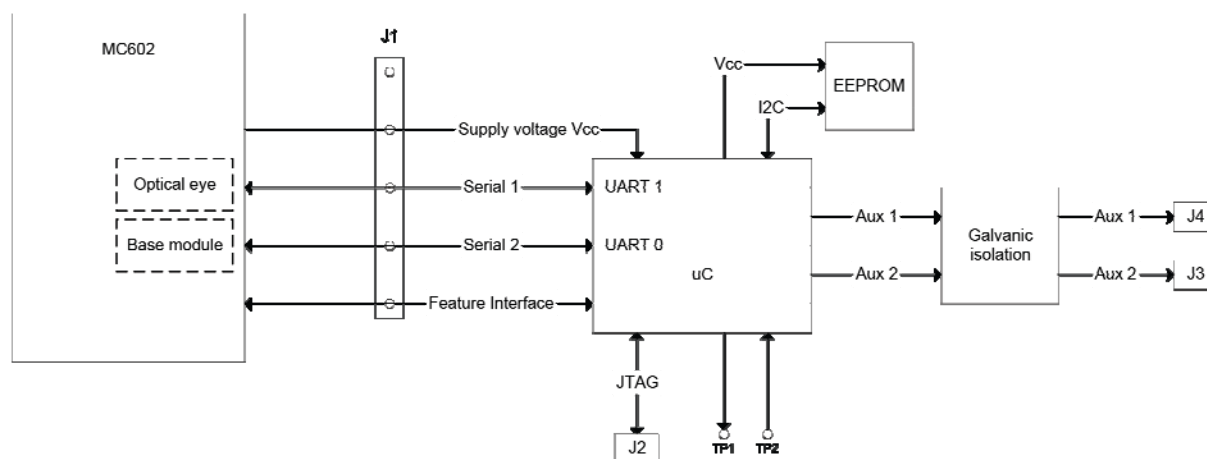 MC602
J1
Vcc
EEPROM
I2C
Supply voltage Vcc
Optical eye
Serial 1
UART 1
Base module
Serial 2
UART 0
uC
Feature Interface
Aux 1
Aux 2
Galvanic
isolation
Aux 1
J4
Aux 2
J3
JTAG
J2
TP1
TP2